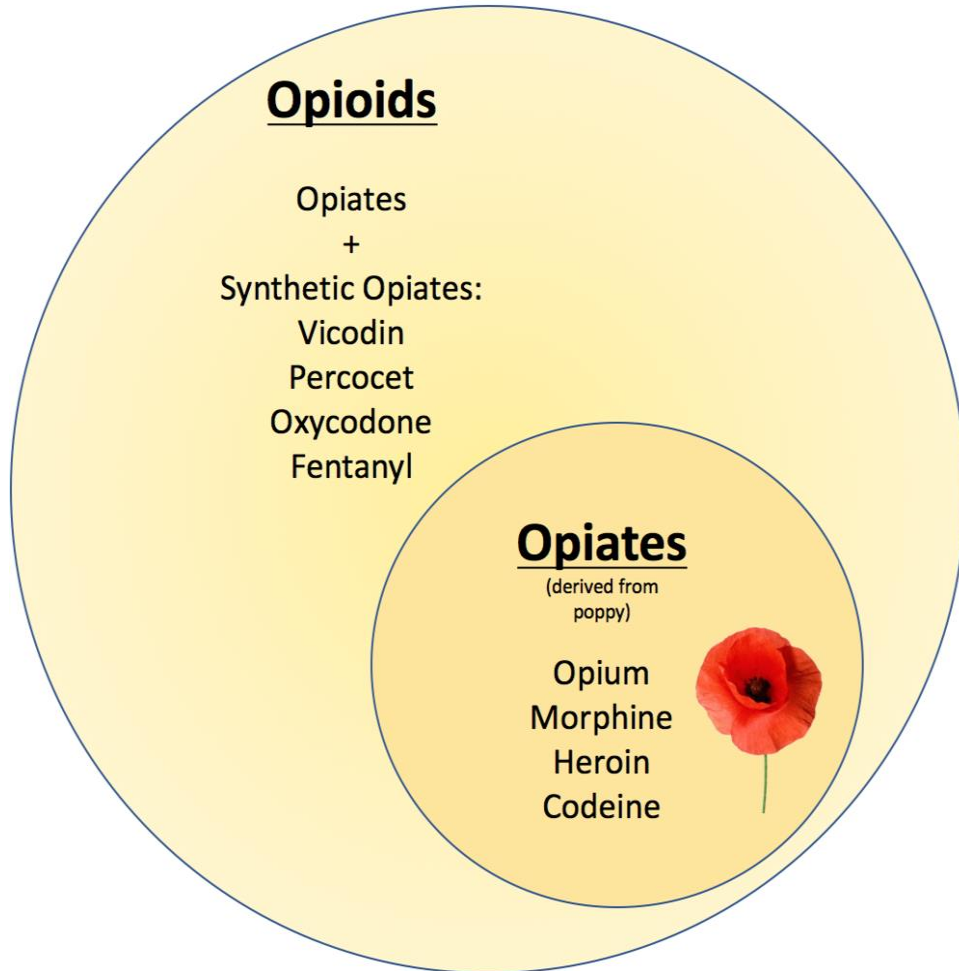 Opioids
Opiates
+
Synthetic Opiates:
Vicodin
Percocet
Oxycodone
Fentanyl
Opiates
(derived from
poppy)
Opium
Morphine
Heroin
Codeine